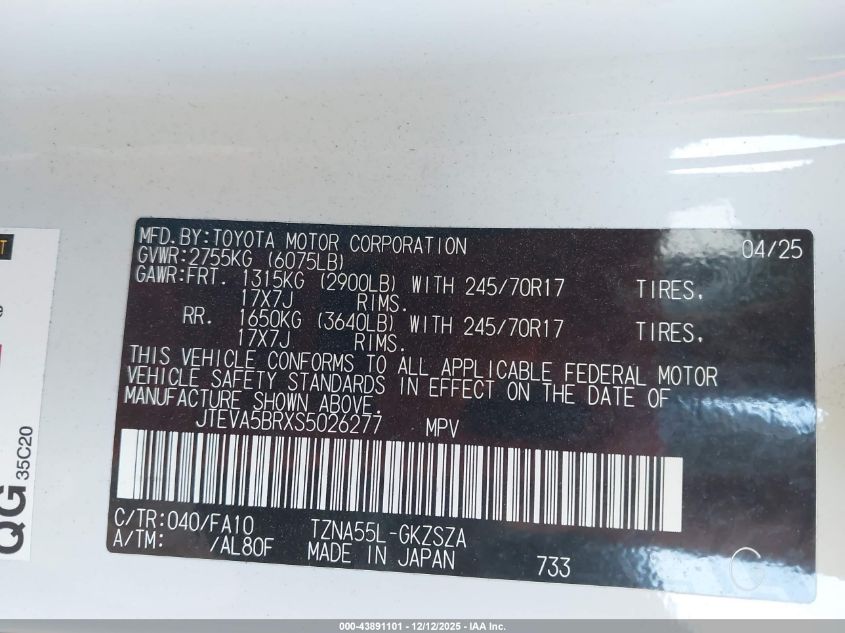 MFD.BY:TOYOTA MOTOR CORPORATION 04/25
GVWR:2755KG (6075LB)
GAWR:FRT. 1315KG (2900LB) WITH 245/70R17 TIRES,
17X7J RIMS.
RR. 1650KG (3640LB) WITH 245/70R17 TIRES,
17X7J RIMS.
THIS VEHICLE CONFORMS TO ALL APPLICABLE FEDERAL MOTOR
VEHICLE SAFETY STANDARDS IN EFFECT ON THE DATE OF
MANUFACTURE SHOWN ABOVE.
JTEVA5BRXS5026277 MPV
C/TR:040/FA10 TZNA55L-GKZSZA
A/TM: /AL80F MADE IN JAPAN 733
G
QG
35C20
000-43891101 - 12/12/2025 - IAA Inc.